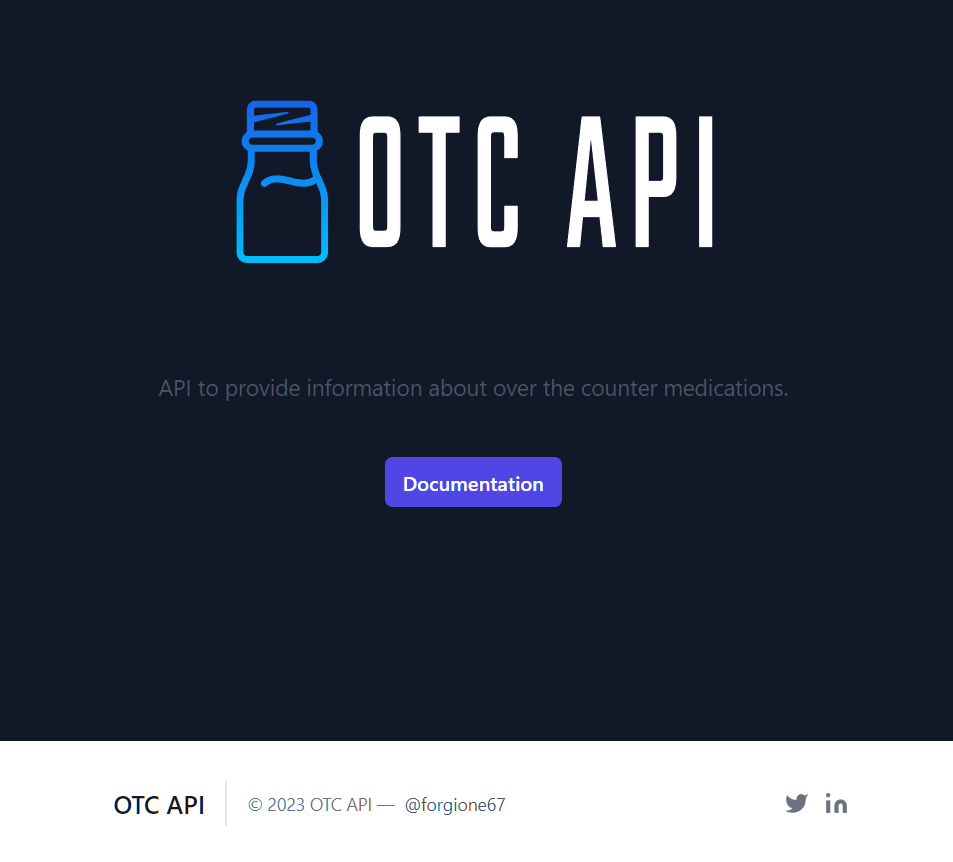 OTC API
API to provide information about over the counter medications.
Documentation
OTC API
© 2023 OTC API — @forgione67
in